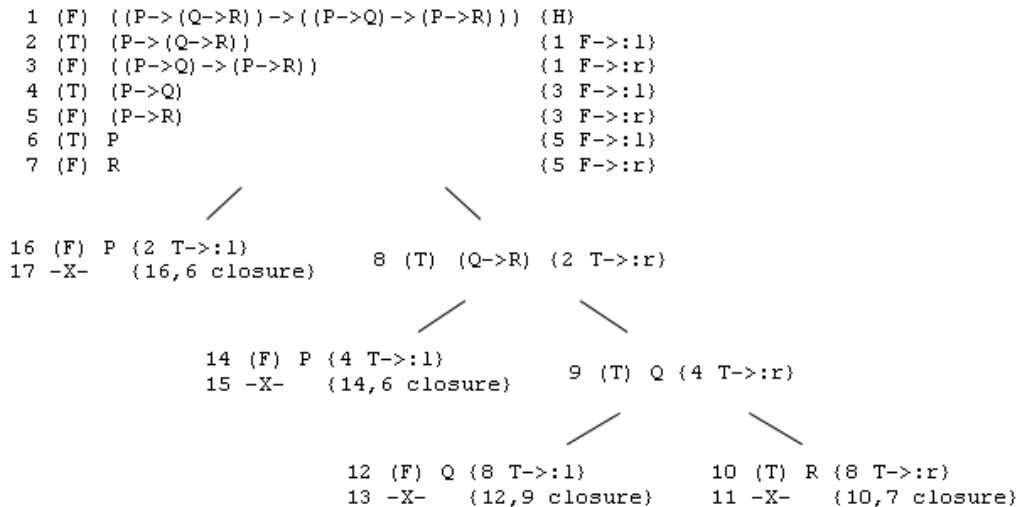 1 (F) ((P->(Q->R))->((P->Q)->(P->R))) {H}
2 (T) (P->(Q->R)) {1 F->:l}
3 (F) ((P->Q)->(P->R)) {1 F->:r}
4 (T) (P->Q) {3 F->:l}
5 (F) (P->R) {3 F->:r}
6 (T) P {5 F->:l}
7 (F) R {5 F->:r}
16 (F) P {2 T->:l}
17 -X- {16,6 closure}
8 (T) (Q->R) {2 T->:r}
14 (F) P {4 T->:l}
15 -X- {14,6 closure}
9 (T) Q {4 T->:r}
12 (F) Q {8 T->:l}
13 -X- {12,9 closure}
10 (T) R {8 T->:r}
11 -X- {10,7 closure}